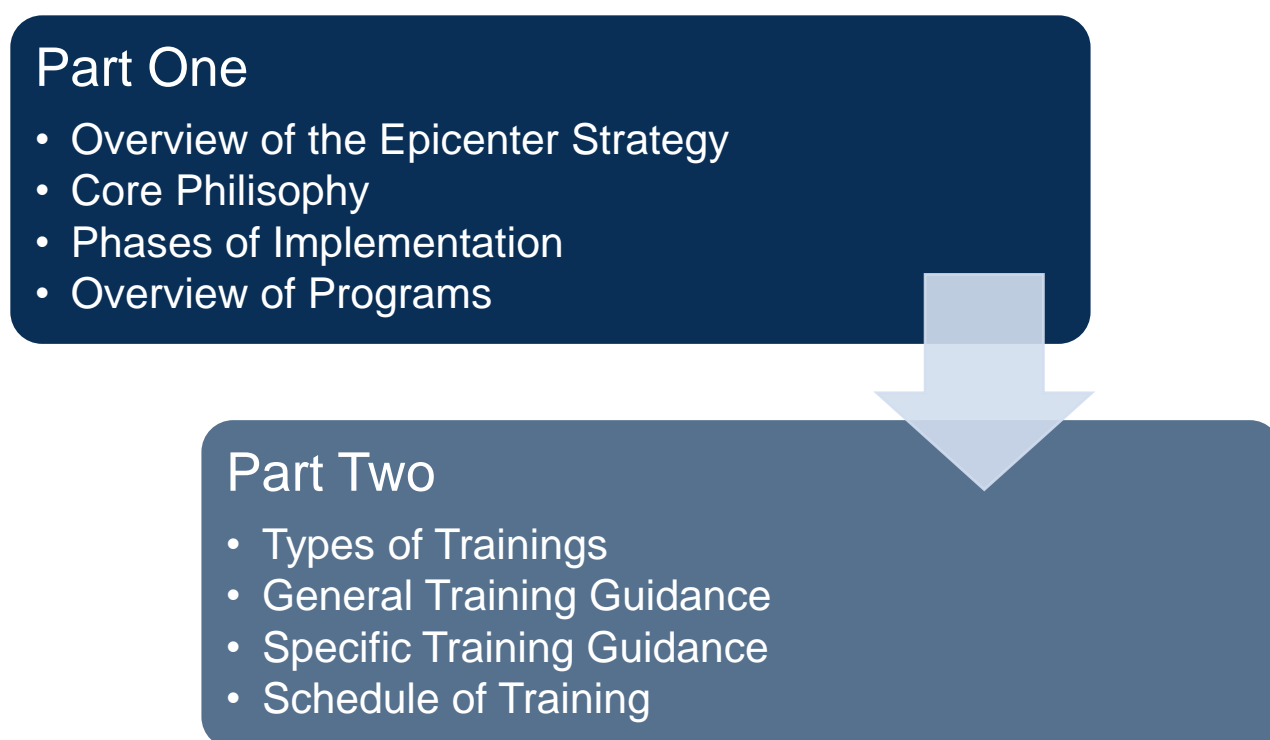 Part One
• Overview of the Epicenter Strategy
• Core Philisophy
• Phases of Implementation
• Overview of Programs
Part Two
• Types of Trainings
• General Training Guidance
• Specific Training Guidance
• Schedule of Training